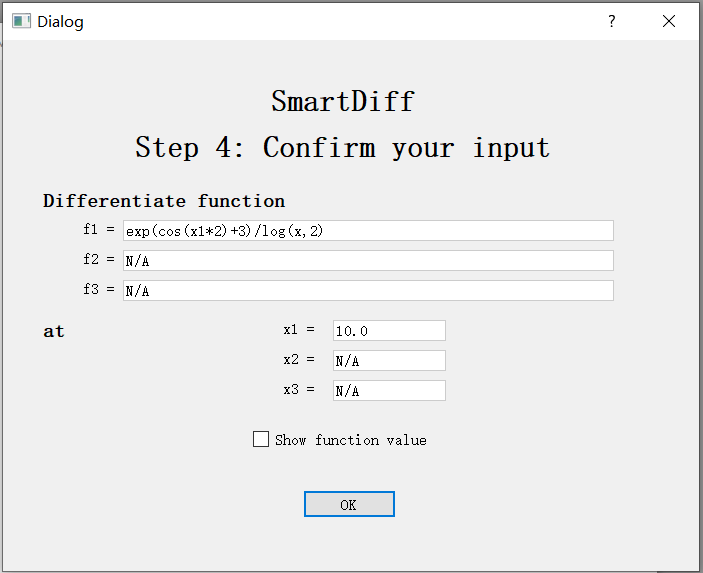 Dialog
SmartDiff
Step 4: Confirm your input
Differentiate function
f1 = exp(cos(x1*2)+3)/log(x,2)
f2 = N/A
f3 = N/A
at x1 = 10.0
x2 = N/A
x3 = N/A
Show function value
OK